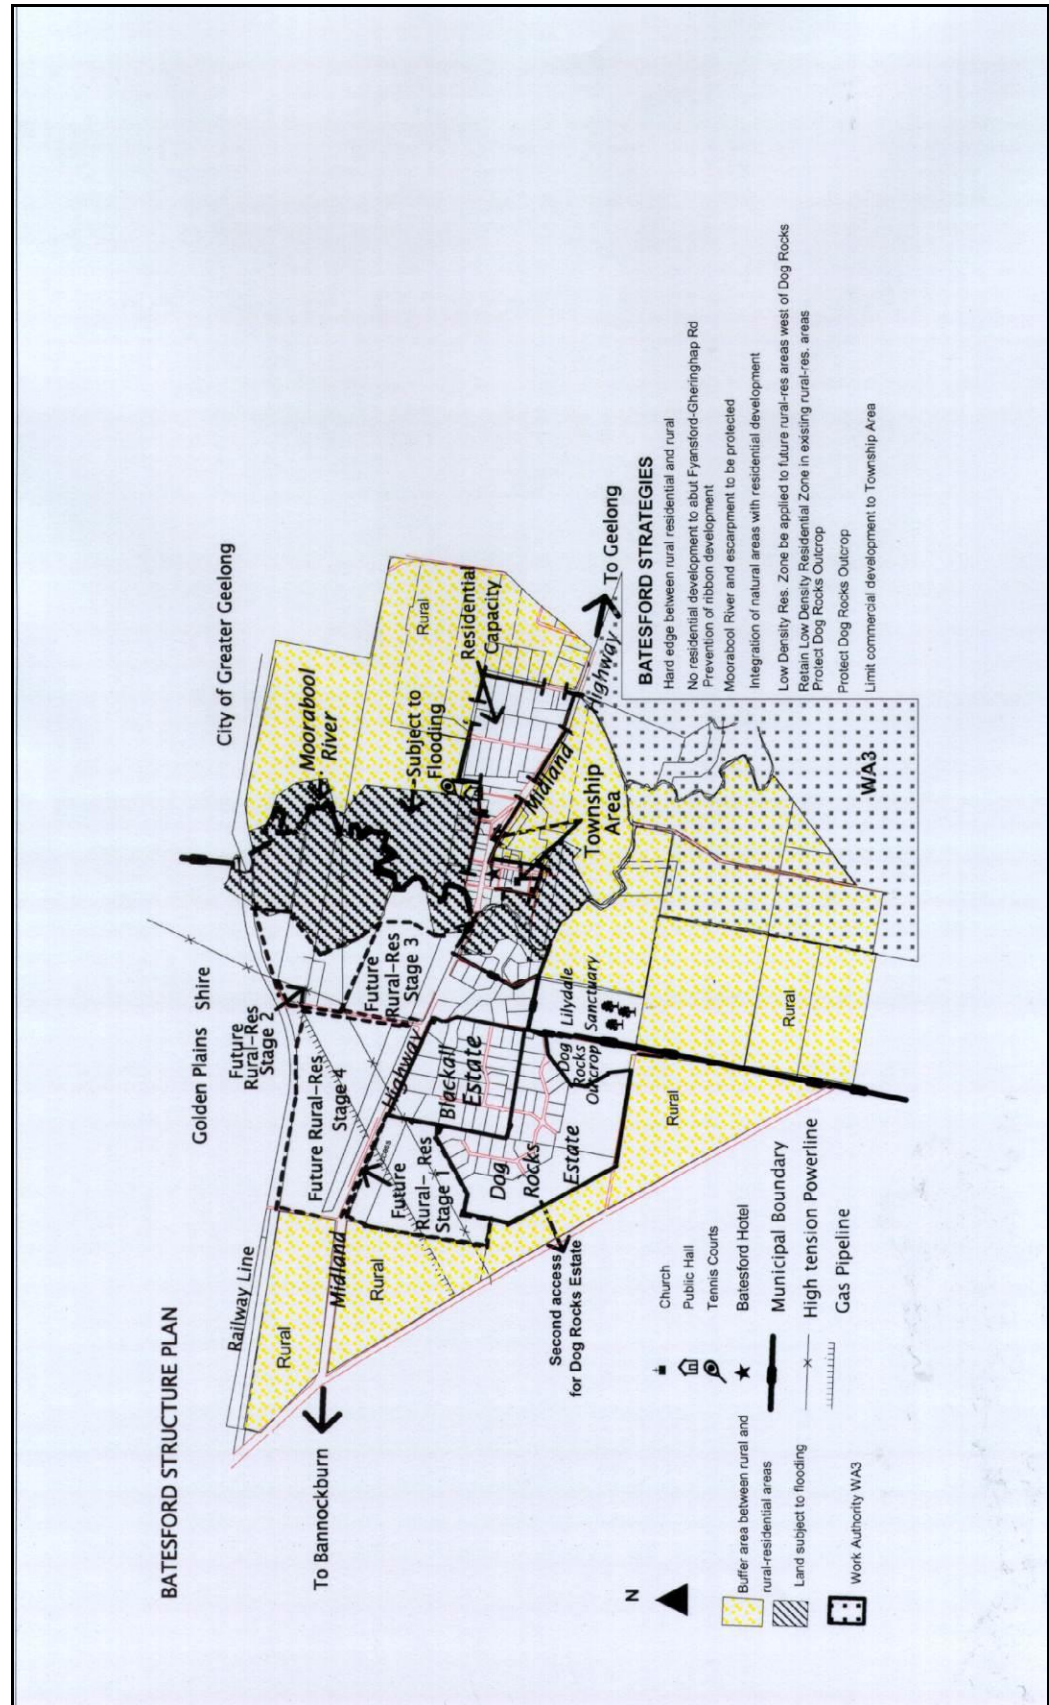 BATESFORD STRUCTURE PLAN
City of Greater Geelong
Golden Plains Shire
Railway Line
Moorabool
River
Subject to
Flooding
Rural
Residential
Capacity
To Geelong
Highway
Midland
Township
Area
WA3
Future
Rural-Res
Stage 2
Future
Rural-Res
Stage 3
Future Rural-Res
Stage 4
Highway
Midland
Rural
Rural
To Bannockburn
Future
Rural- Res
Stage 1
Blackall
Estate
Dog
Rocks
Estate
Dog
Rocks
Outcrop
Lilydale
Sanctuary
Rural
Rural
Second access
for Dog Rocks Estate
BATESFORD STRATEGIES
Hard edge between rural residential and rural
No residential development to abut Fyansford-Gheringhap Rd
Prevention of ribbon development
Moorabool River and escarpment to be protected
Integration of natural areas with residential development
Low Density Res. Zone be applied to future rural-res areas west of Dog Rocks
Retain Low Density Residential Zone in existing rural-res. areas
Protect Dog Rocks Outcrop
Protect Dog Rocks Outcrop
Limit commercial development to Township Area
N
Buffer area between rural and
rural-residential areas
Land subject to flooding
Work Authority WA3
Church
Public Hall
Tennis Courts
Batesford Hotel
Municipal Boundary
High tension Powerline
Gas Pipeline